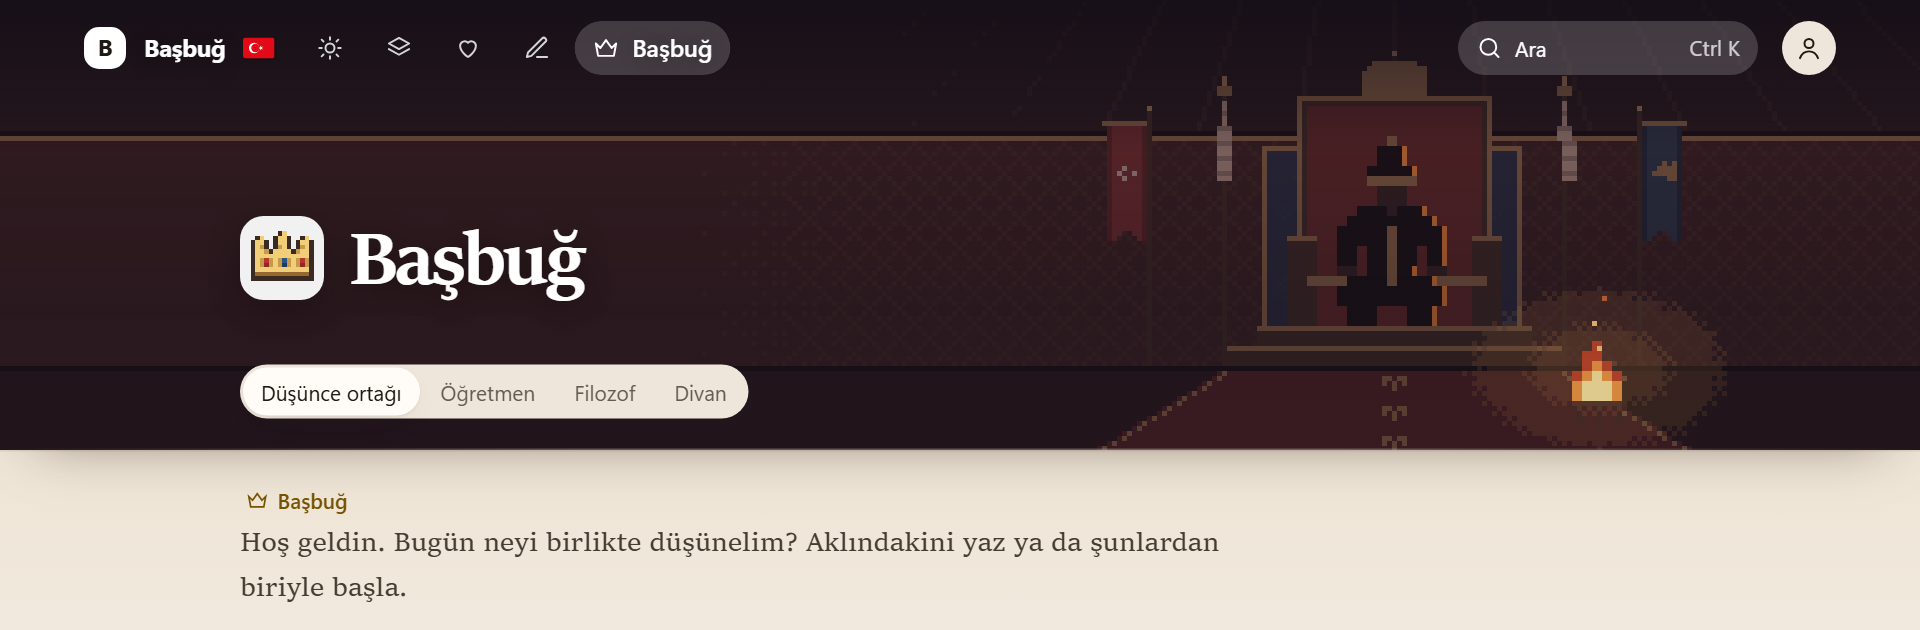 B Başbuğ Başbuğ Ara Ctrl K
Başbuğ
Düşünce ortağı Öğretmen Filozof Divan
Başbuğ
Hoş geldin. Bugün neyi birlikte düşünelim? Aklındakini yaz ya da şunlardan
biriyle başla.